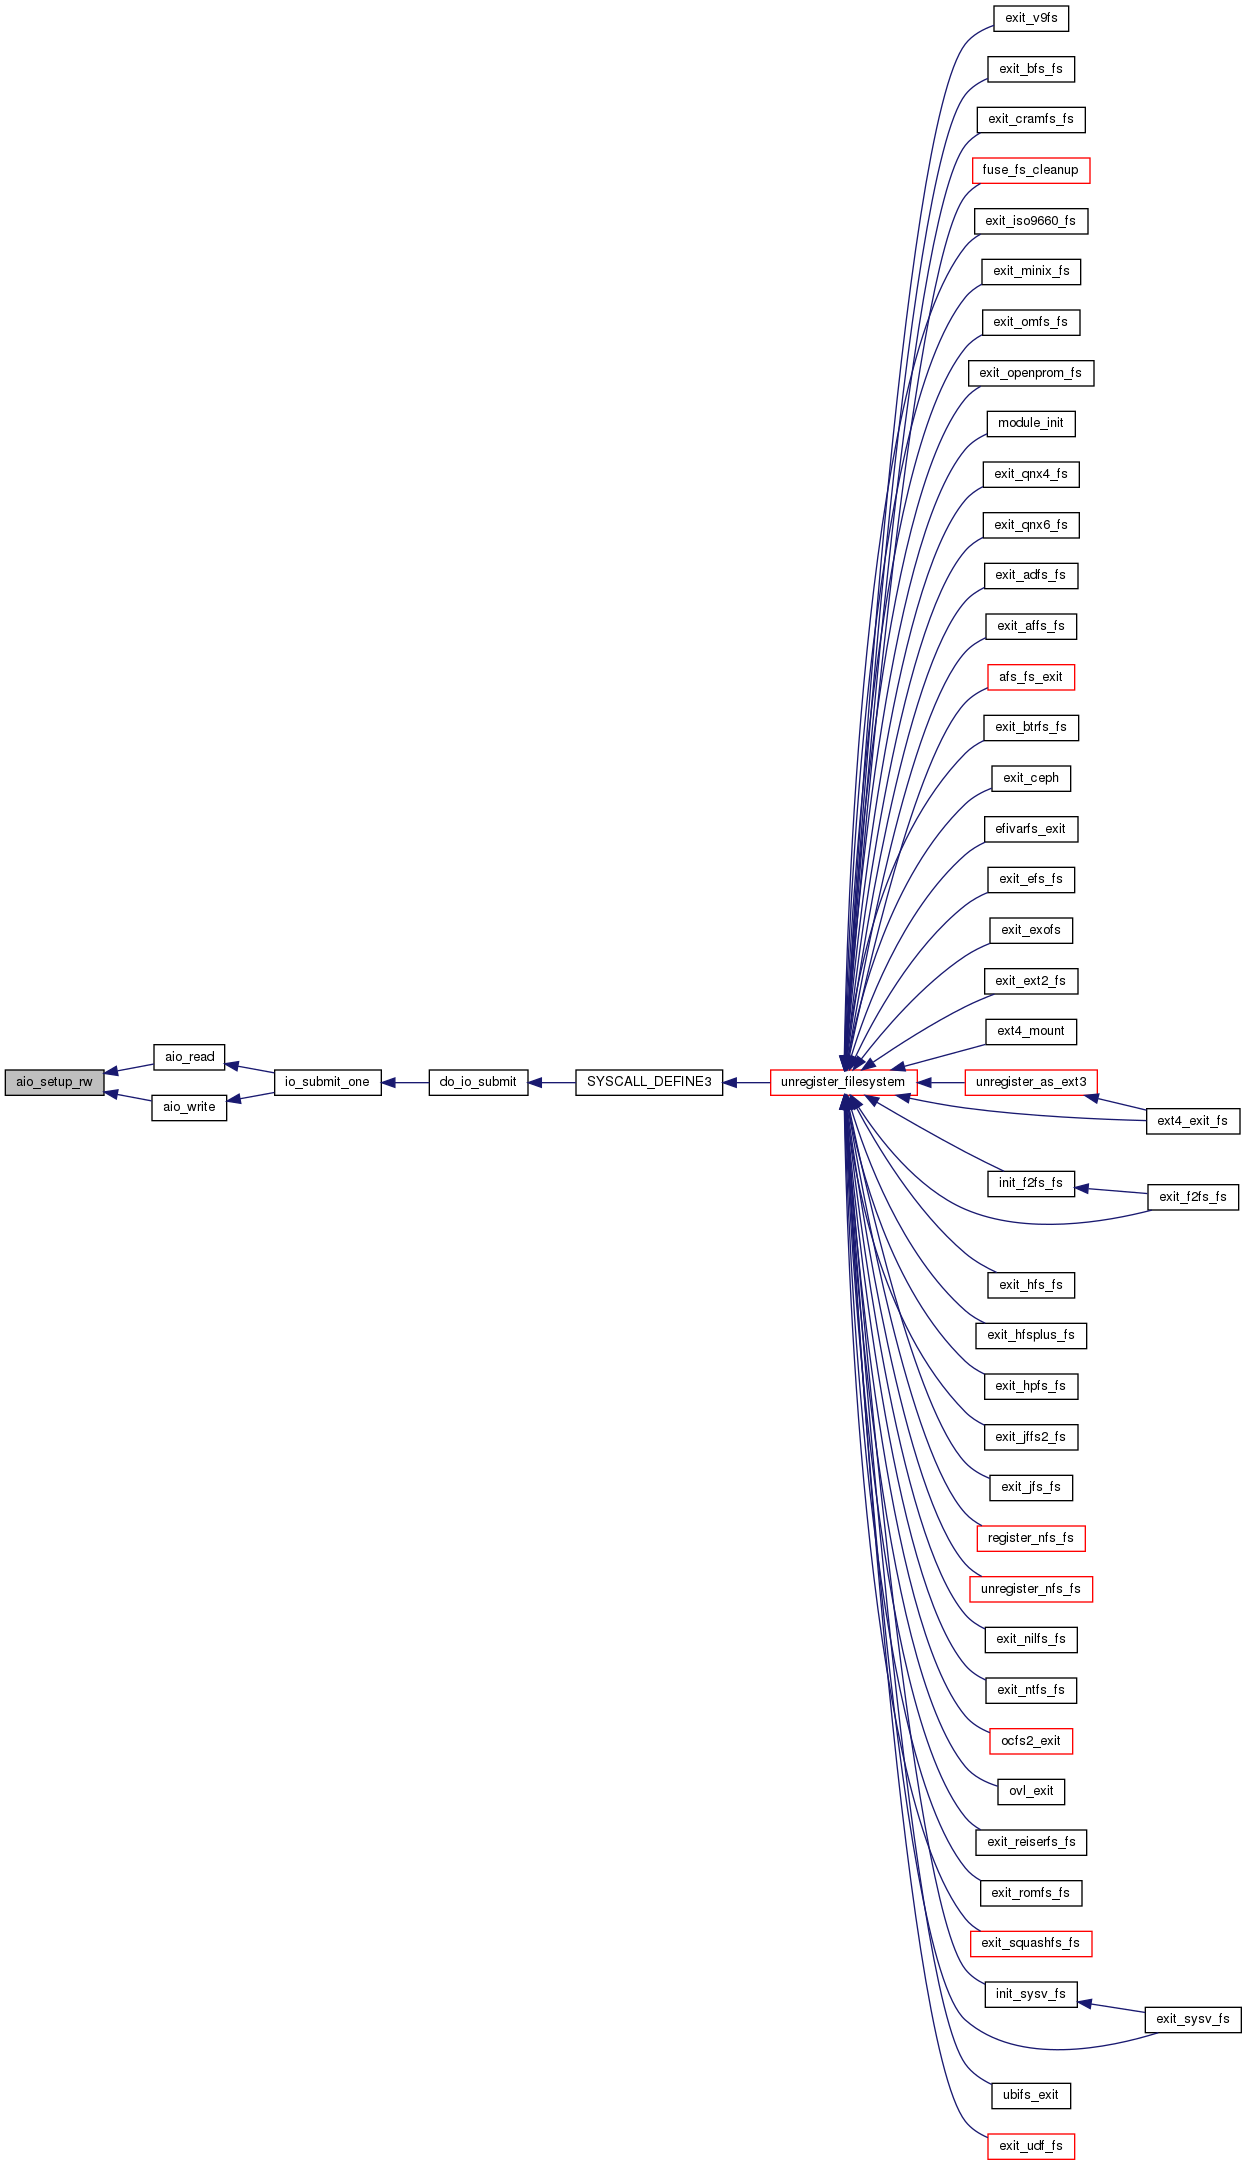 exit_v9fs
exit_bfs_fs
exit_cramfs_fs
fuse_fs_cleanup
exit_iso9660_fs
exit_minix_fs
exit_omfs_fs
exit_openprom_fs
module_init
exit_qnx4_fs
exit_qnx6_fs
exit_adfs_fs
exit_affs_fs
afs_fs_exit
exit_btrfs_fs
exit_ceph
efivarfs_exit
exit_efs_fs
exit_exofs
exit_ext2_fs
ext4_mount
aio_read
aio_setup_rw
io_submit_one
do_io_submit
SYSCALL_DEFINE3
unregister_filesystem
unregister_as_ext3
aio_write
ext4_exit_fs
init_f2fs_fs
exit_f2fs_fs
exit_hfs_fs
exit_hfsplus_fs
exit_hpfs_fs
exit_jffs2_fs
exit_jfs_fs
register_nfs_fs
unregister_nfs_fs
exit_nilfs_fs
exit_ntfs_fs
ocfs2_exit
ovl_exit
exit_reiserfs_fs
exit_romfs_fs
exit_squashfs_fs
init_sysv_fs
exit_sysv_fs
ubifs_exit
exit_udf_fs